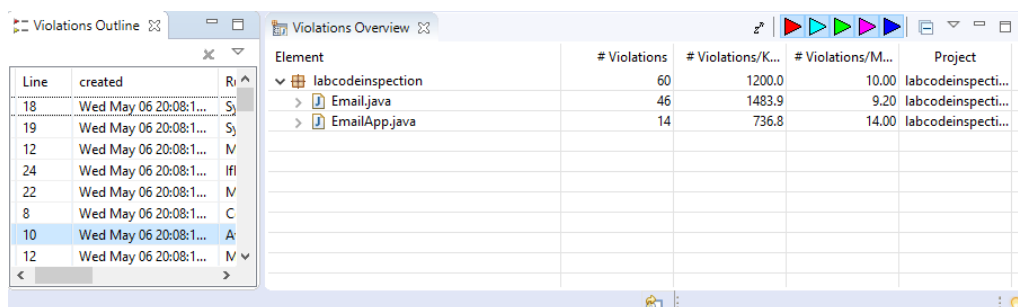 Violations Outline
Line created Ru
18 Wed May 06 20:08:1... Sy
19 Wed May 06 20:08:1... Sy
12 Wed May 06 20:08:1... M
24 Wed May 06 20:08:1... Ifl
22 Wed May 06 20:08:1... M
8 Wed May 06 20:08:1... C
10 Wed May 06 20:08:1... A
12 Wed May 06 20:08:1... M
Violations Overview
Element # Violations # Violations/K... # Violations/M... Project
labcodeinspection 60 1200.0 10.00 labcodeinspecti...
Email.java 46 1483.9 9.20 labcodeinspecti...
EmailApp.java 14 736.8 14.00 labcodeinspecti...